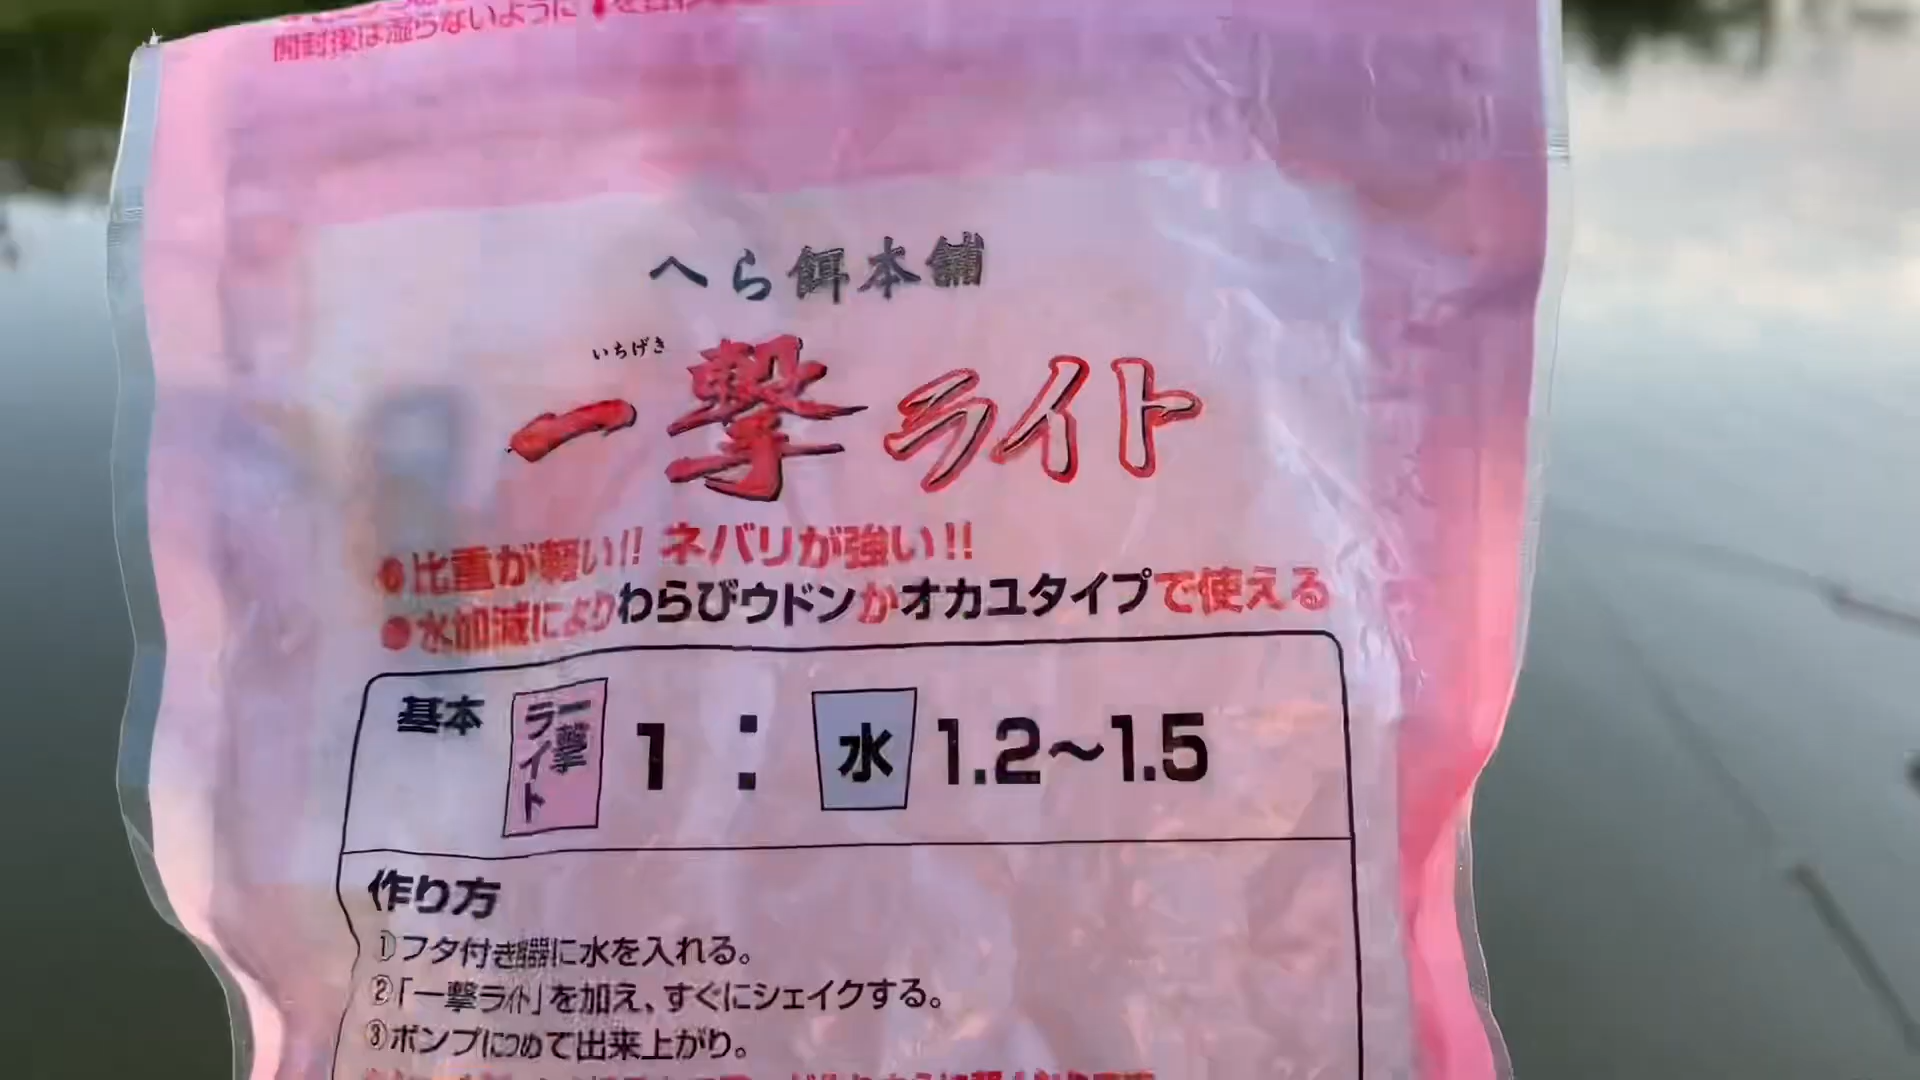 開封後は湿らないように
へら餌本舗
いちげき
一撃ライト
●比重が軽い!! ネバリが強い!!
●水加減によりわらびウドンかオカユタイプで使える
基本 一撃ライト 1 : 水 1.2〜1.5
作り方
①フタ付き容器に水を入れる。
②「一撃ライト」を加え、すぐにシェイクする。
③ポンプにつめて出来上がり。